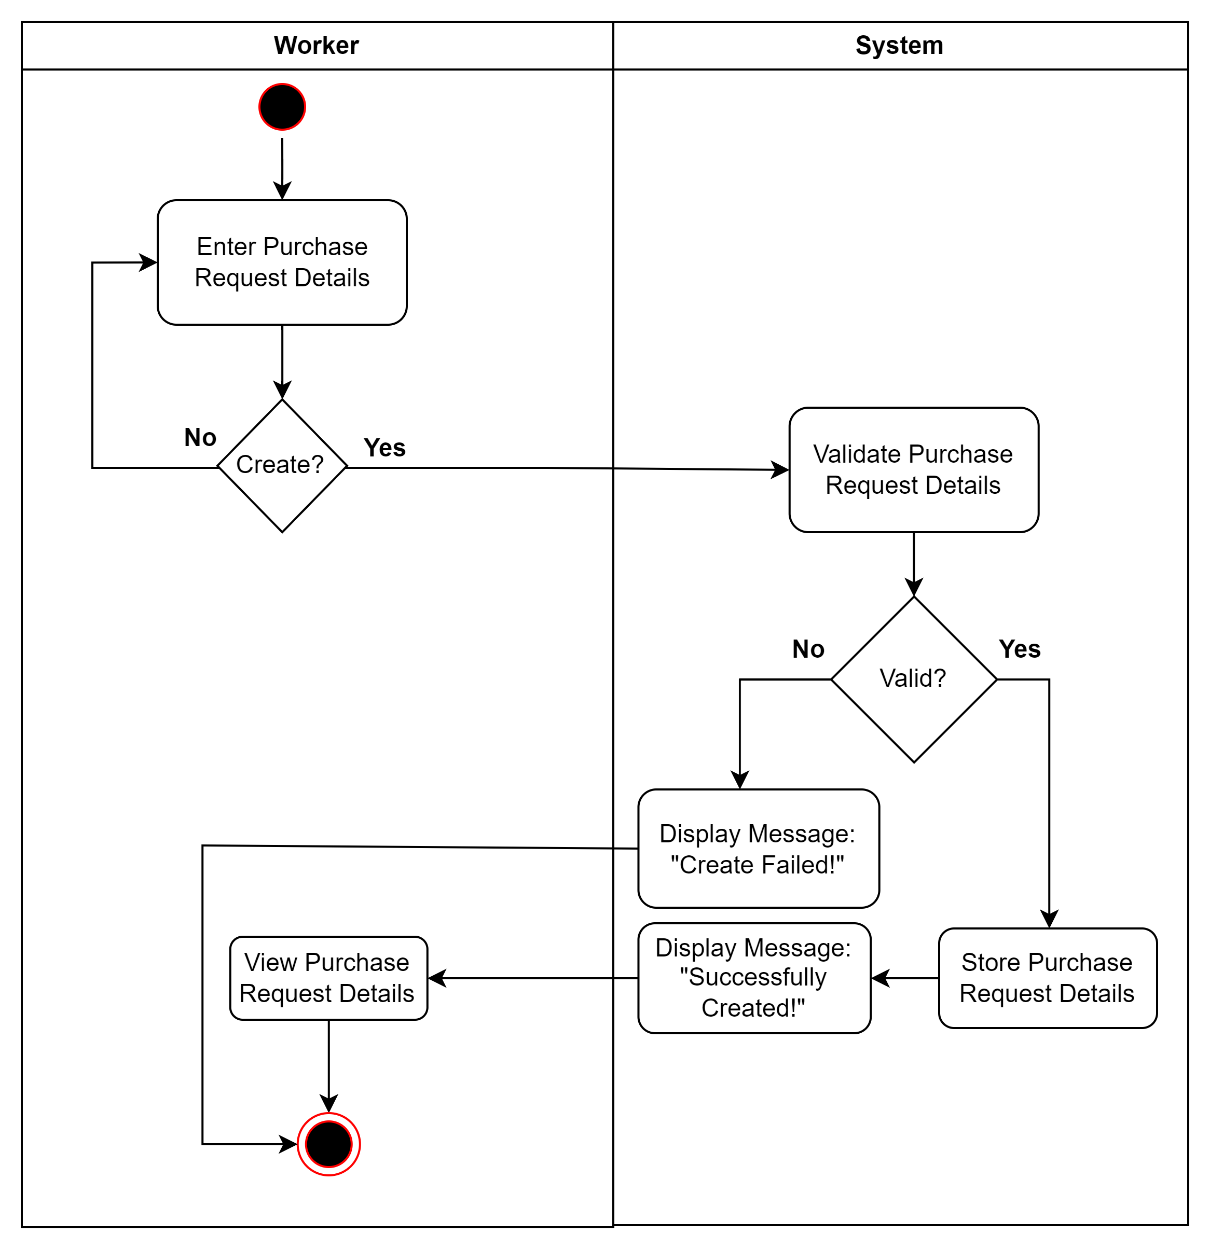 Worker
System
Enter Purchase
Request Details
No
Create?
Yes
Validate Purchase
Request Details
No
Valid?
Yes
Display Message:
"Create Failed!"
View Purchase
Request Details
Display Message:
"Successfully
Created!"
Store Purchase
Request Details